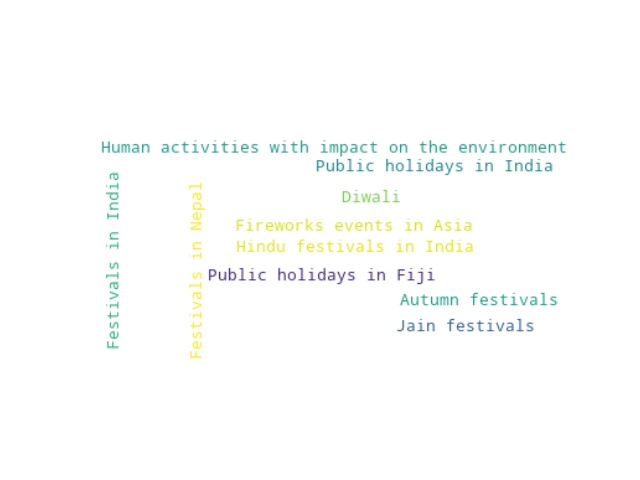 Human activities with impact on the environment
Public holidays in India
Festivals in India
Festivals in Nepal
Diwali
Fireworks events in Asia
Hindu festivals in India
Public holidays in Fiji
Autumn festivals
Jain festivals